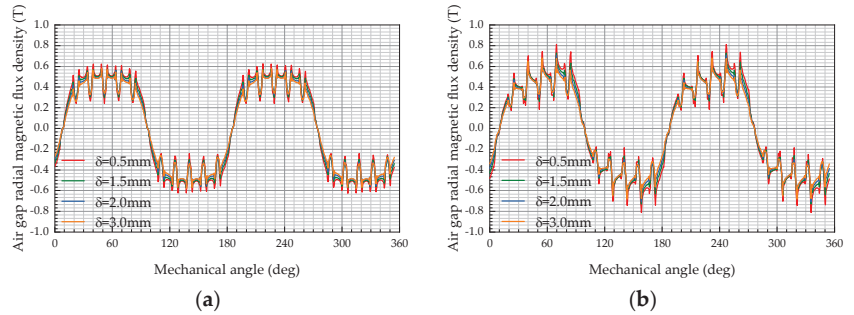 Air gap radial magnetic flux density (T)
1.0
0.8
0.6
0.4
0.2
0.0
-0.2
-0.4
-0.6
-0.8
-1.0
δ=0.5mm
δ=1.5mm
δ=2.0mm
δ=3.0mm
0 60 120 180 240 300 360
Mechanical angle (deg)
(a)
Air gap radial magnetic flux density (T)
1.0
0.8
0.6
0.4
0.2
0.0
-0.2
-0.4
-0.6
-0.8
-1.0
δ=0.5mm
δ=1.5mm
δ=2.0mm
δ=3.0mm
0 60 120 180 240 300 360
Mechanical angle (deg)
(b)